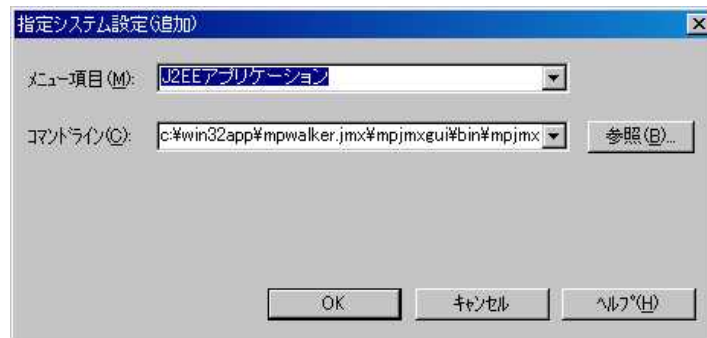 指定システム設定(追加)
メニュー項目(M): J2EEアプリケーション
コマンドライン(C): c:¥win32app¥mpwalker.jmx¥mpjmxgui¥bin¥mpjmx 参照(B)...
OK キャンセル ヘルプ(H)